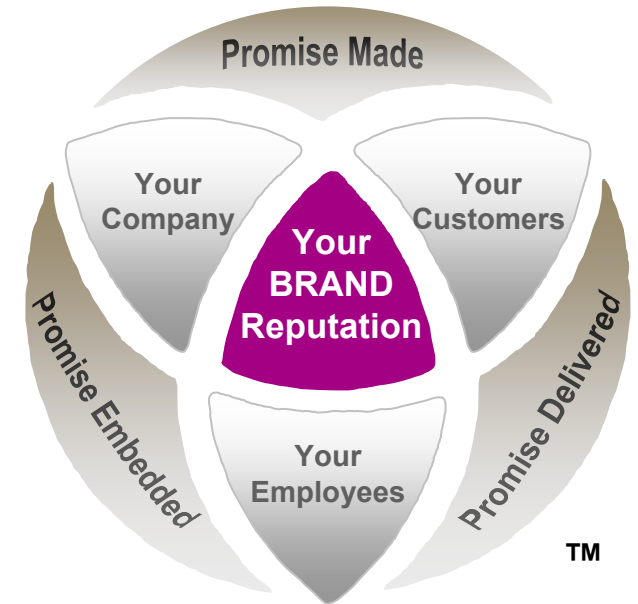 Promise Made
Your
Company
Your
Customers
Your
BRAND
Reputation
Promise Embedded
Promise Delivered
Your
Employees
TM